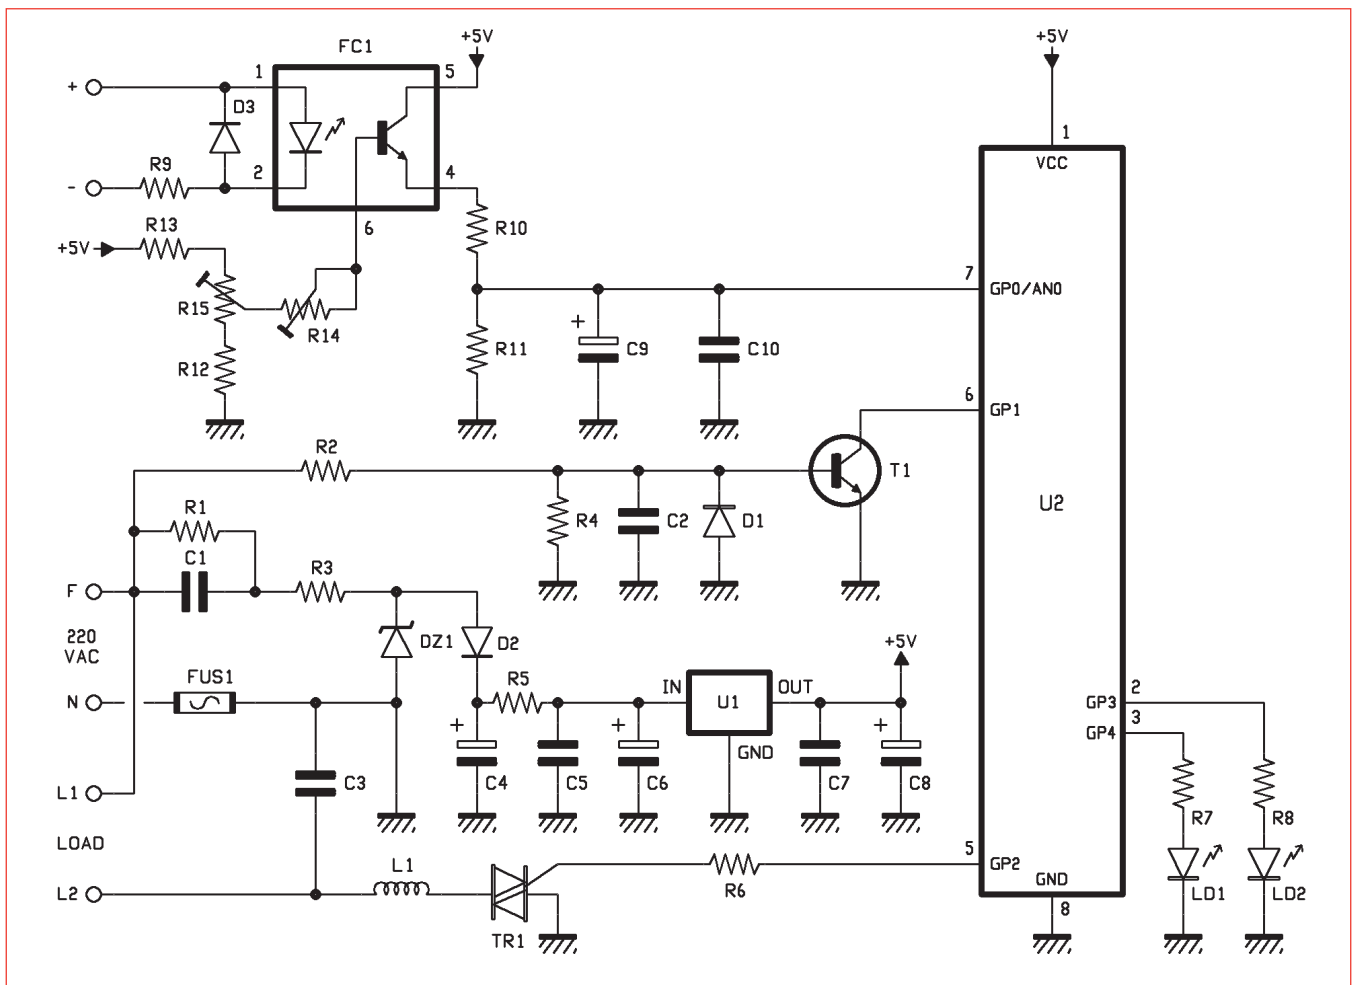 +5V
+5V
FC1
+
1
5
D3
1
VCC
R9
2
4
-
R13
6
R10
+5V
7
GP0/AN0
R15
R14
+
R11
C9
C10
R12
6
GP1
R2
T1
R1
R4
C2
D1
U2
C1
R3
F
220
VAC
DZ1
D2
+5V
FUS1
R5
IN
U1
OUT
2
N
GP3
3
+
+
+
GP4
GND
C3
C4
C5
C6
C7
C8
L1
R7
R8
LOAD
5
L1
GP2
R6
GND
L2
LD1
LD2
8
TR1